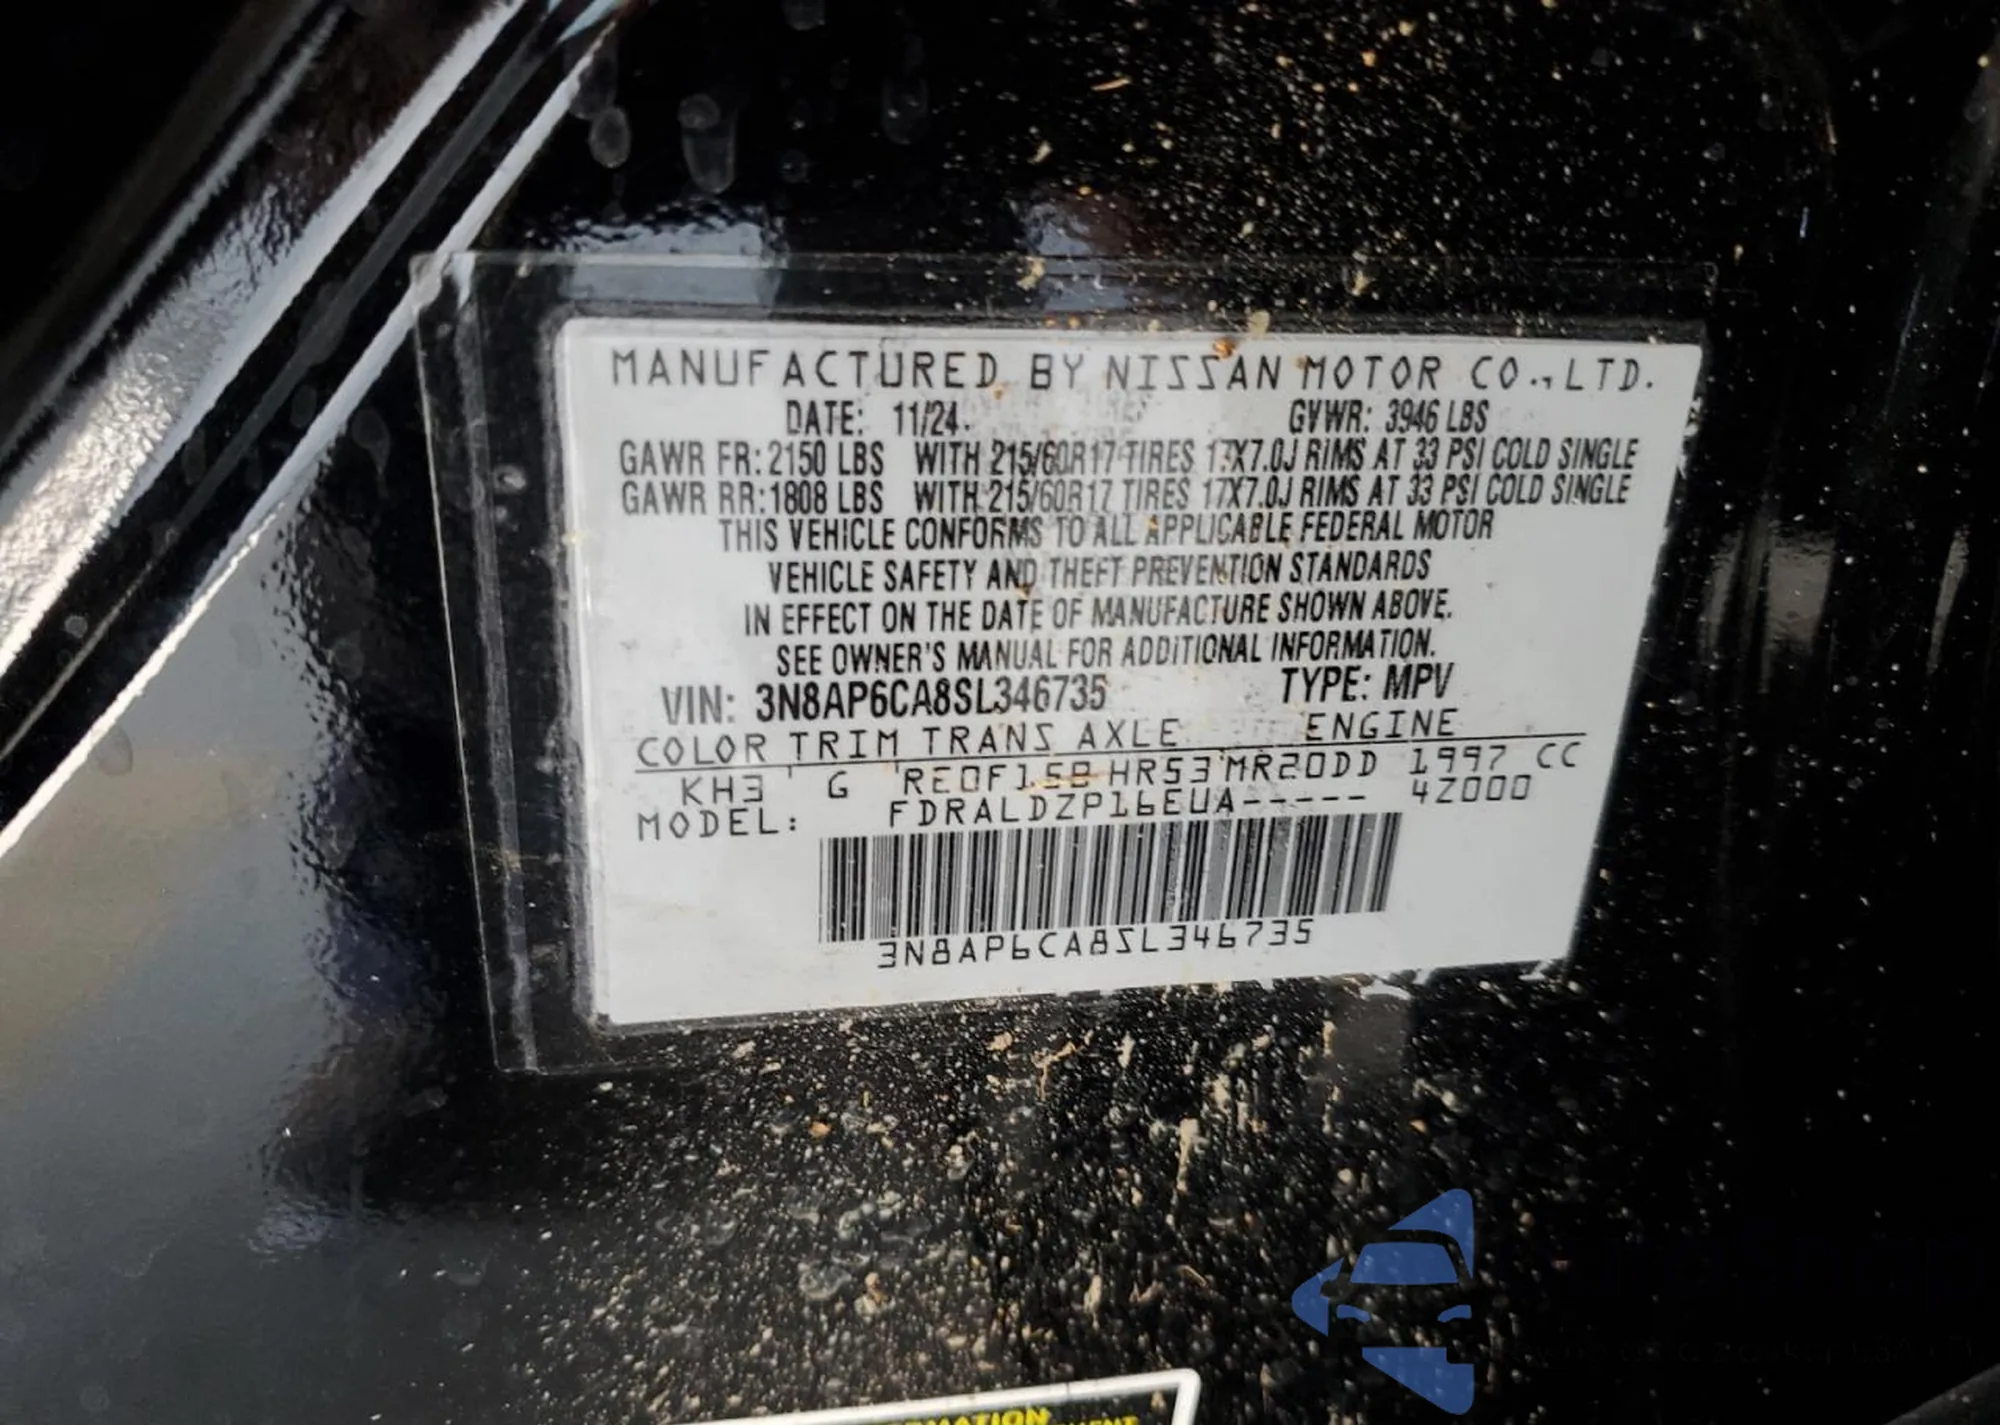 MANUFACTURED BY NISSAN MOTOR CO., LTD.
DATE: 11/24 GVWR: 3946 LBS
GAWR FR: 2150 LBS WITH 215/60R17 TIRES 17X7.0J RIMS AT 33 PSI COLD SINGLE
GAWR RR: 1808 LBS WITH 215/60R17 TIRES 17X7.0J RIMS AT 33 PSI COLD SINGLE
THIS VEHICLE CONFORMS TO ALL APPLICABLE FEDERAL MOTOR
VEHICLE SAFETY AND THEFT PREVENTION STANDARDS
IN EFFECT ON THE DATE OF MANUFACTURE SHOWN ABOVE.
SEE OWNER'S MANUAL FOR ADDITIONAL INFORMATION.
VIN: 3N8AP6CA8SL346735 TYPE: MPV
COLOR TRIM TRANS AXLE ENGINE
KH3 G RE0F15B HR53 MR20DD 1997 CC
MODEL: FDRALDZP16EUA----- 4Z000
3N8AP6CA8SL346735